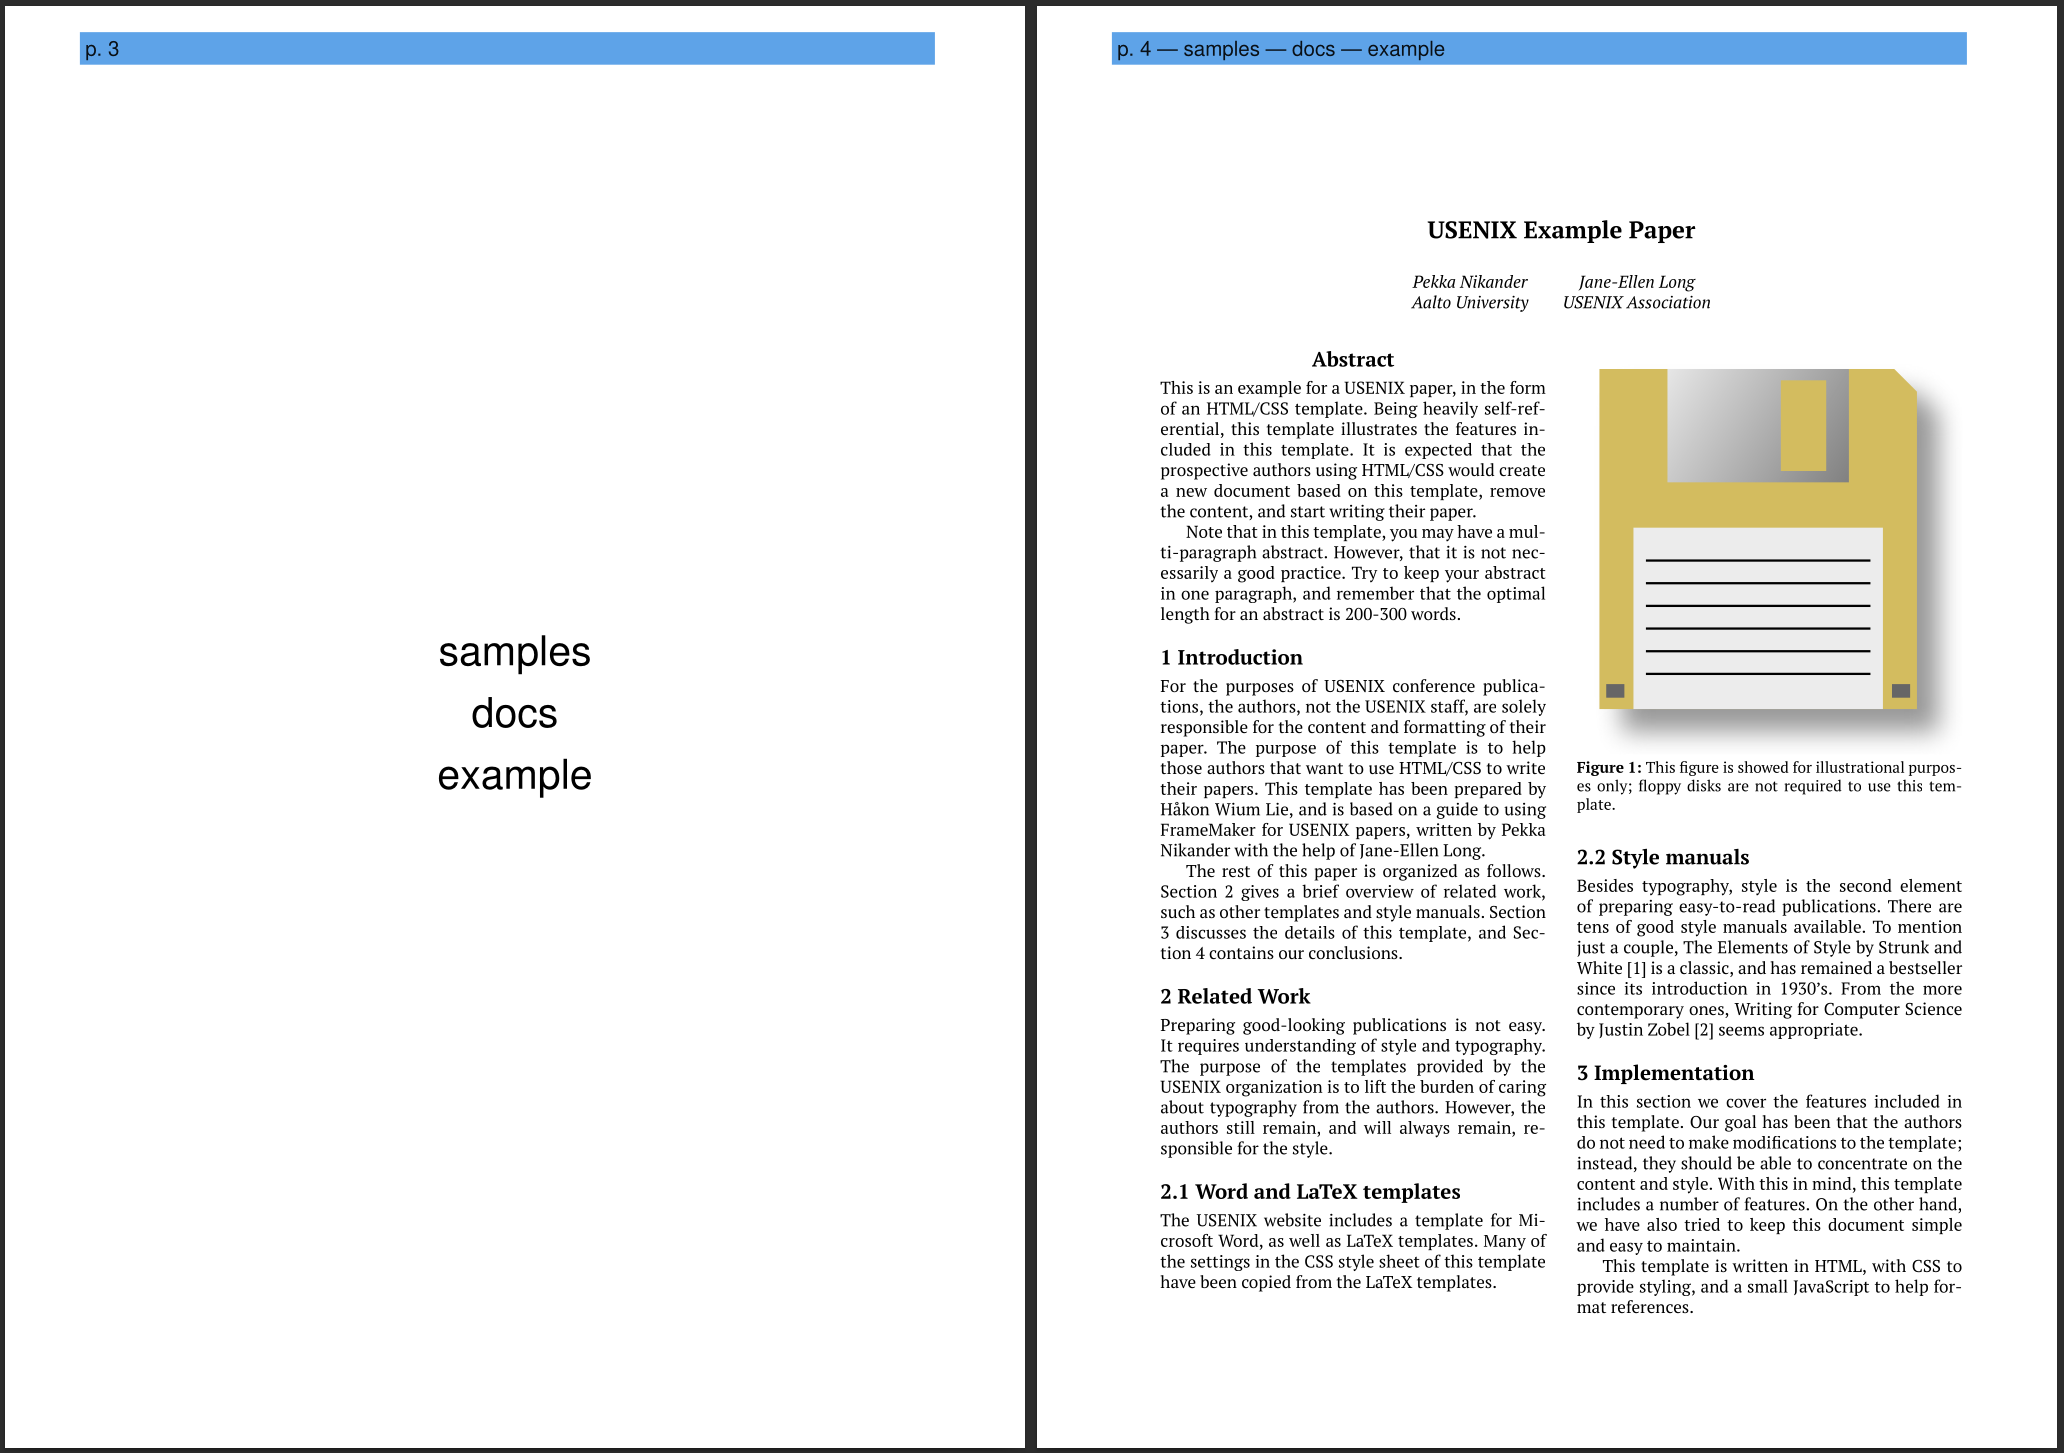 p. 3
samples
docs
example
p. 4 — samples — docs — example
USENIX Example Paper
Pekka Nikander Jane-Ellen Long
Aalto University USENIX Association
Abstract
This is an example for a USENIX paper, in the form
of an HTML/CSS template. Being heavily self-ref-
erential, this template illustrates the features in-
cluded in this template. It is expected that the
prospective authors using HTML/CSS would create
a new document based on this template, remove
the content, and start writing their paper.
Note that in this template, you may have a mul-
ti-paragraph abstract. However, that it is not nec-
essarily a good practice. Try to keep your abstract
in one paragraph, and remember that the optimal
length for an abstract is 200-300 words.
1 Introduction
For the purposes of USENIX conference publica-
tions, the authors, not the USENIX staff, are solely
responsible for the content and formatting of their
paper. The purpose of this template is to help
those authors that want to use HTML/CSS to write
their papers. This template has been prepared by
Håkon Wium Lie, and is based on a guide to using
FrameMaker for USENIX papers, written by Pekka
Nikander with the help of Jane-Ellen Long.
The rest of this paper is organized as follows.
Section 2 gives a brief overview of related work,
such as other templates and style manuals. Section
3 discusses the details of this template, and Sec-
tion 4 contains our conclusions.
2 Related Work
Preparing good-looking publications is not easy.
It requires understanding of style and typography.
The purpose of the templates provided by the
USENIX organization is to lift the burden of caring
about typography from the authors. However, the
authors still remain, and will always remain, re-
sponsible for the style.
2.1 Word and LaTeX templates
The USENIX website includes a template for Mi-
crosoft Word, as well as LaTeX templates. Many of
the settings in the CSS style sheet of this template
have been copied from the LaTeX templates.
Figure 1: This figure is showed for illustrational purpos-
es only; floppy disks are not required to use this tem-
plate.
2.2 Style manuals
Besides typography, style is the second element
of preparing easy-to-read publications. There are
tens of good style manuals available. To mention
just a couple, The Elements of Style by Strunk and
White [1] is a classic, and has remained a bestseller
since its introduction in 1930’s. From the more
contemporary ones, Writing for Computer Science
by Justin Zobel [2] seems appropriate.
3 Implementation
In this section we cover the features included in
this template. Our goal has been that the authors
do not need to make modifications to the template;
instead, they should be able to concentrate on the
content and style. With this in mind, this template
includes a number of features. On the other hand,
we have also tried to keep this document simple
and easy to maintain.
This template is written in HTML, with CSS to
provide styling, and a small JavaScript to help for-
mat references.